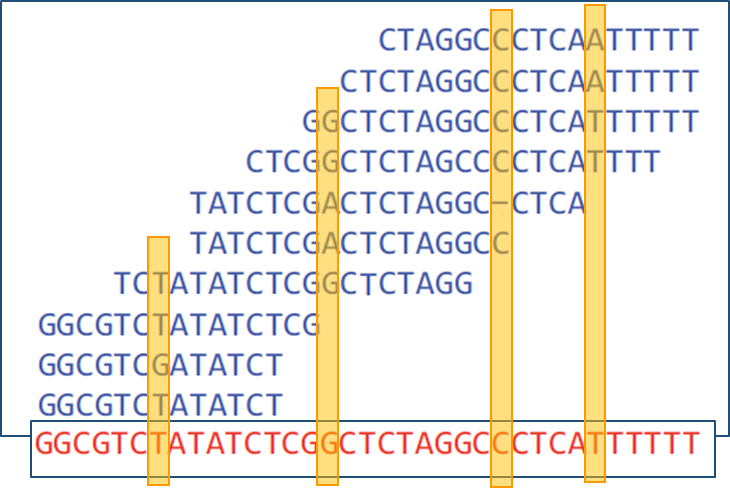 CTAGGCCCTCAATTTTT
CTCTAGGCCCTCAATTTTT
GGCTCTAGGCCCTCATTTTTT
CTCGGCTCTAGCCCCTCATTTT
TATCTCGACTCTAGGC-CTCA
TATCTCGACTCTAGGCC
TCTATATCTCGGCTCTAGG
GGCGTCTATATCTCG
GGCGTCGATATCT
GGCGTCTATATCT
GGCGTCTATATCTCGGCTCTAGGCCCTCATTTTTT